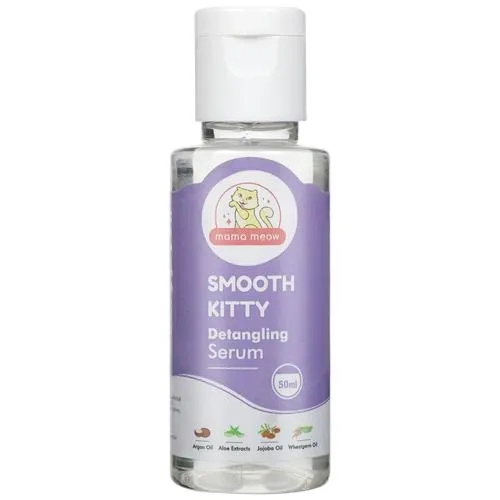 mama meow
SMOOTH
KITTY
Detangling
Serum
50ml
Argan Oil
Aloe Extracts
Jojoba Oil
Wheatgerm Oil